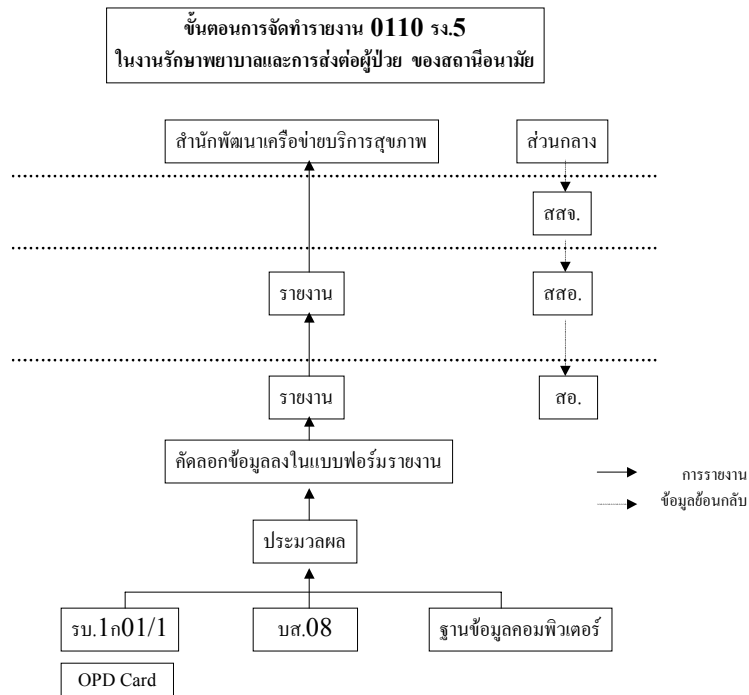 ขั้นตอนการจัดทำรายงาน 0110 รง.5
ในงานรักษาพยาบาลและการส่งต่อผู้ป่วย ของสถานีอนามัย
สำนักพัฒนาเครือข่ายบริการสุขภาพ
ส่วนกลาง
สสจ.
รายงาน
สสอ.
รายงาน
สอ.
คัดลอกข้อมูลลงในแบบฟอร์มรายงาน
การรายงาน
ข้อมูลย้อนกลับ
ประมวลผล
รบ.1ก01/1
บส.08
ฐานข้อมูลคอมพิวเตอร์
OPD Card